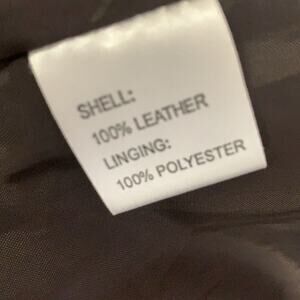 SHELL:
100% LEATHER
LINGING:
100% POLYESTER